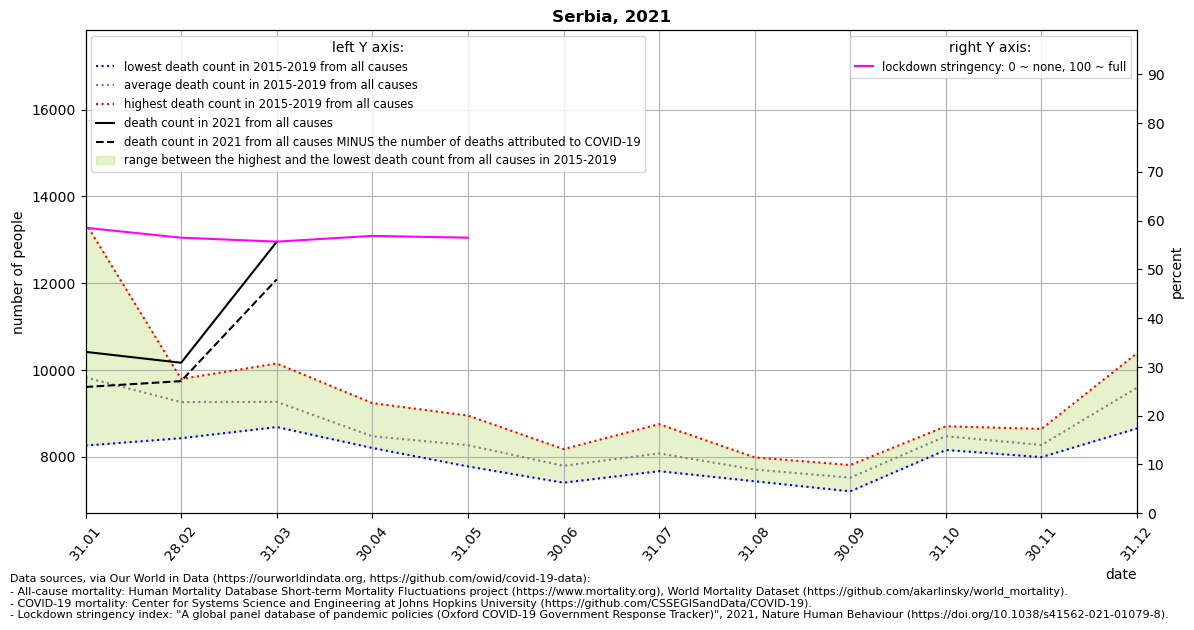 Serbia, 2021
left Y axis:
lowest death count in 2015-2019 from all causes
average death count in 2015-2019 from all causes
highest death count in 2015-2019 from all causes
death count in 2021 from all causes
death count in 2021 from all causes MINUS the number of deaths attributed to COVID-19
range between the highest and the lowest death count from all causes in 2015-2019
right Y axis:
lockdown stringency: 0 ~ none, 100 ~ full
number of people
16000
14000
12000
10000
8000
percent
90
80
70
60
50
40
30
20
10
0
31.01
28.02
31.03
30.04
31.05
30.06
31.07
31.08
30.09
31.10
30.11
31.12
date
Data sources, via Our World in Data (https://ourworldindata.org, https://github.com/owid/covid-19-data):
- All-cause mortality: Human Mortality Database Short-term Mortality Fluctuations project (https://www.mortality.org), World Mortality Dataset (https://github.com/akarlinsky/world_mortality).
- COVID-19 mortality: Center for Systems Science and Engineering at Johns Hopkins University (https://github.com/CSSEGISandData/COVID-19).
- Lockdown stringency index: "A global panel database of pandemic policies (Oxford COVID-19 Government Response Tracker)", 2021, Nature Human Behaviour (https://doi.org/10.1038/s41562-021-01079-8).